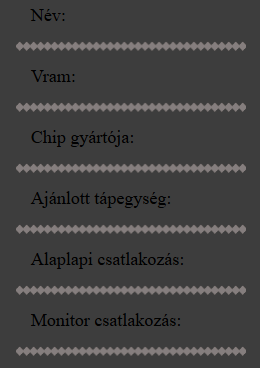 Név:
Vram:
Chip gyártója:
Ajánlott tápegység:
Alaplapi csatlakozás:
Monitor csatlakozás: